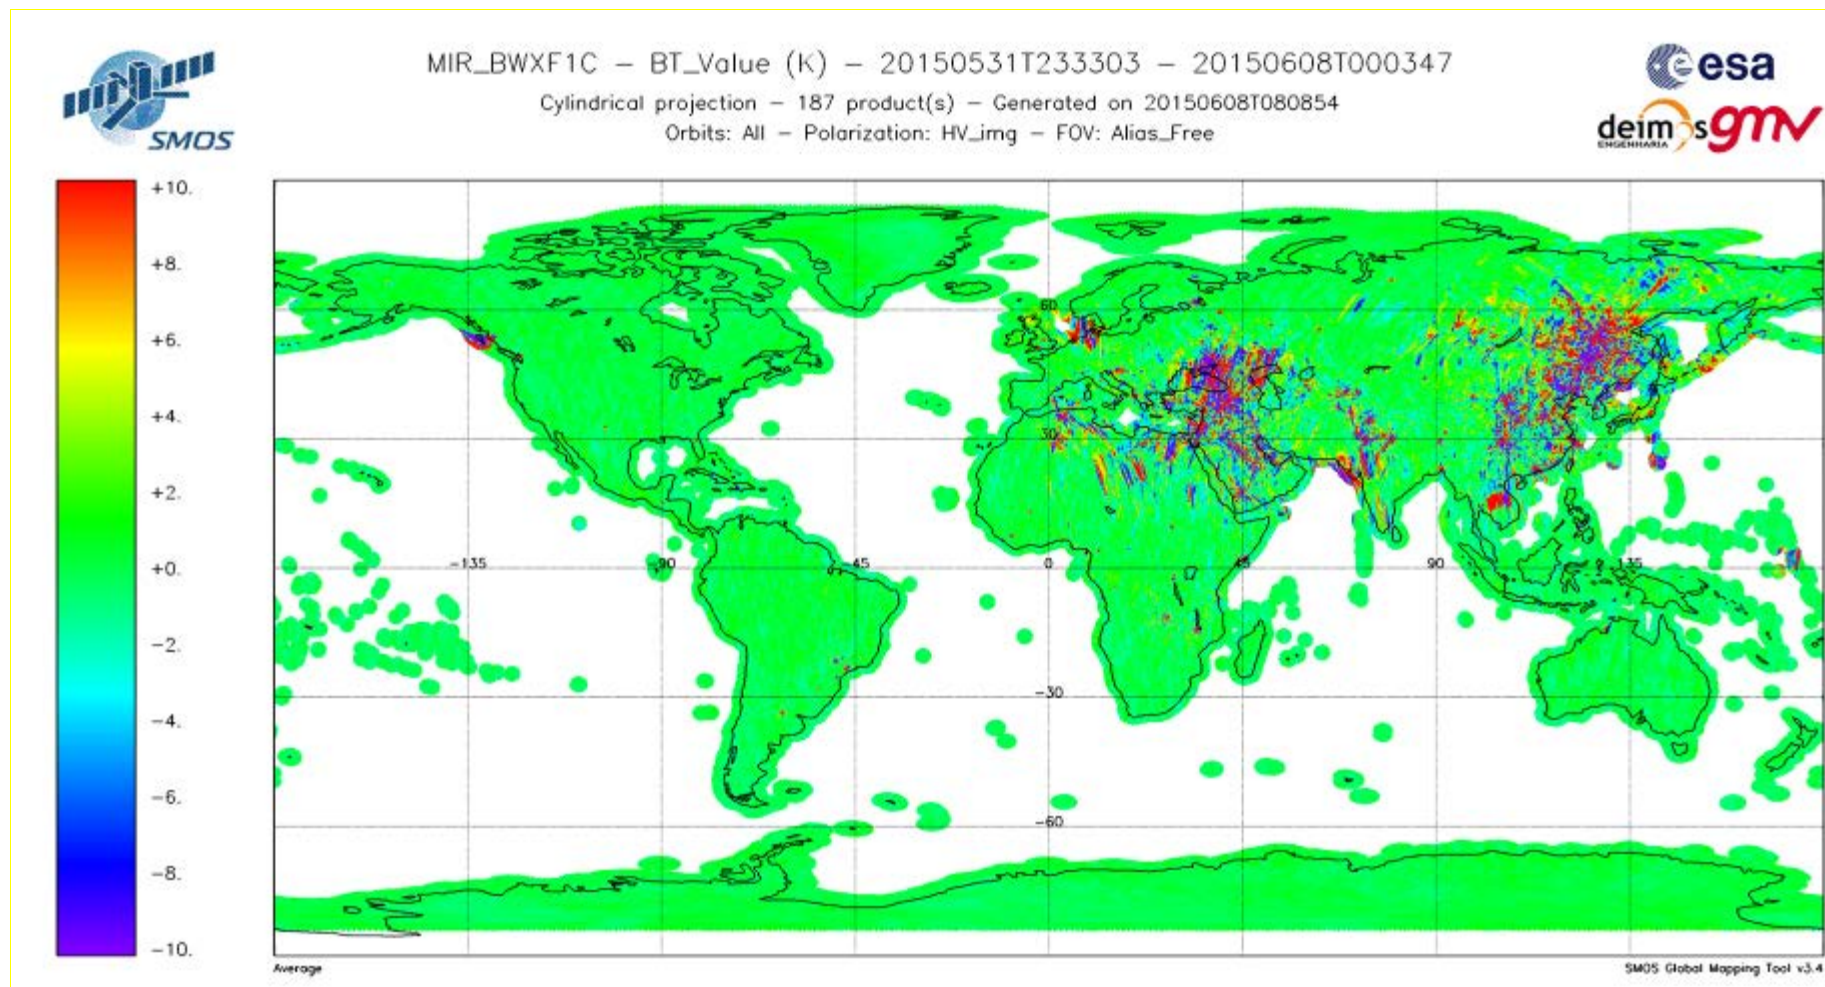 MIR_BWXF1C – BT_Value (K) – 20150531T233303 – 20150608T000347
Cylindrical projection – 187 product(s) – Generated on 20150608T080854
Orbits: All – Polarization: HV_img – FOV: Alias_Free
SMOS
esa
deimos
ENGENHARIA
gmv
+10.
+8.
+6.
+4.
+2.
+0.
-2.
-4.
-6.
-8.
-10.
60
30
-135
-90
-45
0
45
90
135
-30
-60
Average
SMOS Global Mapping Tool v3.4